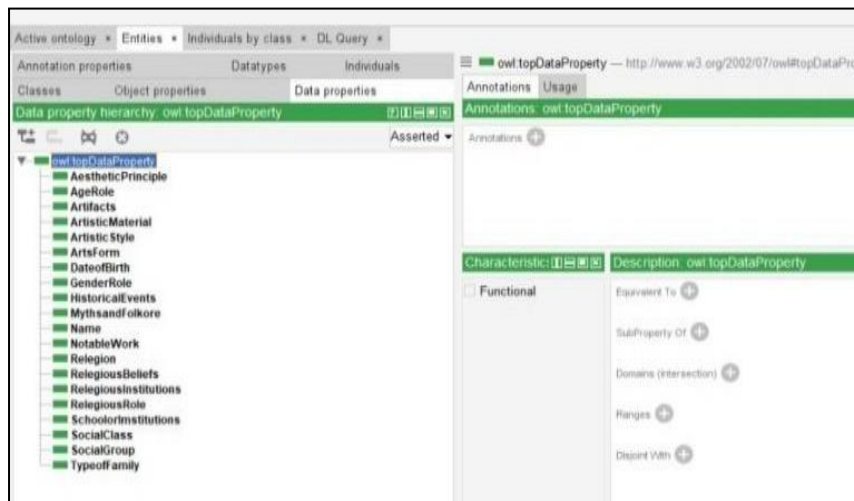 Active ontology × Entities × Individuals by class × DL Query ×
Annotation properties Datatypes Individuals
Classes Object properties Data properties
Data property hierarchy: owl:topDataProperty
Asserted
owl:topDataProperty
AestheticPrinciple
AgeRole
Artifacts
ArtisticMaterial
ArtisticStyle
ArtsForm
DateofBirth
GenderRole
HistoricalEvents
MythsandFolkore
Name
NotableWork
Relegion
RelegiousBeliefs
RelegiousInstitutions
RelegiousRole
SchoolorInstitutions
SocialClass
SocialGroup
TypeofFamily
owl:topDataProperty — http://www.w3.org/2002/07/owl#topDataPro
Annotations Usage
Annotations: owl:topDataProperty
Annotations
Characteristic:
Functional
Description: owl:topDataProperty
Equivalent To
SubProperty Of
Domains (intersection)
Ranges
Disjoint With